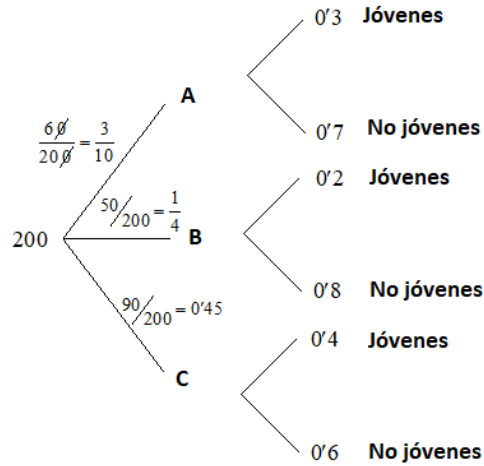 0'3 Jóvenes
A
60/200 = 3/10
0'7 No jóvenes
0'2 Jóvenes
50/200 = 1/4
200
B
0'8 No jóvenes
90/200 = 0'45
0'4 Jóvenes
C
0'6 No jóvenes